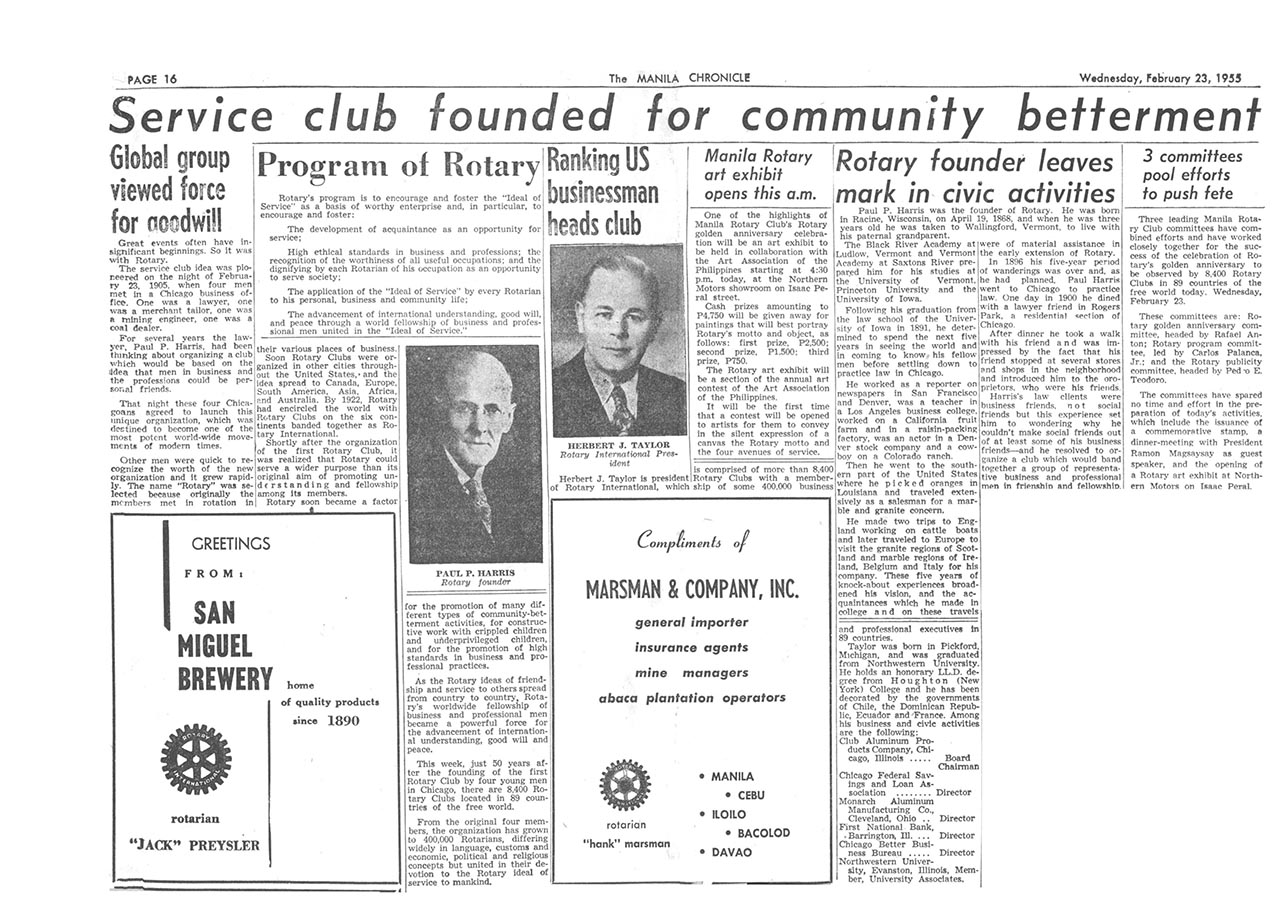 PAGE 16
The MANILA CHRONICLE
Wednesday, February 23, 1955
Service club founded for community betterment
Global group
viewed force
for goodwill
Great events often have in-
significant beginnings. So it was
with Rotary.
The service club idea was pio-
neered on the night of Februa-
ry 23, 1905, when four men
met in a Chicago business of-
fice. One was a lawyer, one
was a merchant tailor, one was
a mining engineer, one was a
coal dealer.
For several years the law-
yer, Paul P. Harris, had been
thinking about organizing a club
which would be based on the
idea that men in business and
the professions could be per-
sonal friends.
That night these four Chica-
goans agreed to launch this
unique organization, which was
destined to become one of the
most potent world-wide move-
ments of modern times.
Other men were quick to re-
cognize the worth of the new
organization and it grew rapid-
ly. The name "Rotary" was se-
lected because originally the
members met in rotation in
their various places of business.
Soon Rotary Clubs were or-
ganized in other cities through-
out the United States, and the
idea spread to Canada, Europe,
South America, Asia, Africa,
and Australia. By 1922, Rotary
had encircled the world with
Rotary Clubs on the six con-
tinents banded together as Ro-
tary International.
Shortly after the organization
of the first Rotary Club, it
was realized that Rotary could
serve a wider purpose than its
original aim of promoting un-
derstanding and fellowship
among its members.
Rotary soon became a factor
for the promotion of many dif-
ferent types of community-bet-
terment activities, for construc-
tive work with crippled children
and underprivileged children,
and for the promotion of high
standards in business and pro-
fessional practices.
As the Rotary ideas of friend-
ship and service to others spread
from country to country, Rota-
ry's worldwide fellowship of
business and professional men
became a powerful force for
the advancement of internation-
al understanding, good will and
peace.
This week, just 50 years af-
ter the founding of the first
Rotary Club by four young men
in Chicago, there are 8,400 Ro-
tary Clubs located in 89 coun-
tries of the free world.
From the original four mem-
bers, the organization has grown
to 400,000 Rotarians, differing
widely in language, customs and
economic, political and religious
concepts but united in their de-
votion to the Rotary ideal of
service to mankind.
Program of Rotary
Rotary's program is to encourage and foster the "Ideal of
Service" as a basis of worthy enterprise and, in particular, to
encourage and foster:
The development of acquaintance as an opportunity for
service;
High ethical standards in business and professions; the
recognition of the worthiness of all useful occupations; and the
dignifying by each Rotarian of his occupation as an opportunity
to serve society;
The application of the "Ideal of Service" by every Rotarian
to his personal, business and community life;
The advancement of international understanding, good will,
and peace through a world fellowship of business and profes-
sional men united in the "Ideal of Service."
PAUL P. HARRIS
Rotary founder
Ranking US
businessman
heads club
HERBERT J. TAYLOR
Rotary International Pres-
ident
Herbert J. Taylor is president
of Rotary International, which
is comprised of more than 8,400
Rotary Clubs with a member-
ship of some 400,000 business
and professional executives in
89 countries.
Taylor was born in Pickford,
Michigan, and was graduated
from Northwestern University.
He holds an honorary LL.D. de-
gree from Houghton (New
York) College and he has been
decorated by the governments
of Chile, the Dominican Repub-
lic, Ecuador and France. Among
his business and civic activities
are the following:
Club Aluminum Pro-
ducts Company, Chi-
cago, Illinois ..... Board
Chairman
Chicago Federal Sav-
ings and Loan As-
sociation ........ Director
Monarch Aluminum
Manufacturing Co.,
Cleveland, Ohio .. Director
First National Bank,
Barrington, Ill. ... Director
Chicago Better Busi-
ness Bureau ..... Director
Northwestern Univer-
sity, Evanston, Illinois, Mem-
ber, University Associates.
Manila Rotary
art exhibit
opens this a.m.
One of the highlights of
Manila Rotary Club's Rotary
golden anniversary celebra-
tion will be an art exhibit to
be held in collaboration with
the Art Association of the
Philippines starting at 4:30
p.m. today, at the Northern
Motors showroom on Isaac Pe-
ral street.
Cash prizes amounting to
P4,750 will be given away for
paintings that will best portray
Rotary's motto and object, as
follows: first prize, P2,500;
second prize, P1,500; third
prize, P750.
The Rotary art exhibit will
be a section of the annual art
contest of the Art Association
of the Philippines.
It will be the first time
that a contest will be opened
to artists for them to convey
in the silent expression of a
canvas the Rotary motto and
the four avenues of service.
Rotary founder leaves
mark in civic activities
Paul P. Harris was the founder of Rotary. He was born
in Racine, Wisconsin, on April 19, 1868, and when he was three
years old he was taken to Wallingford, Vermont, to live with
his paternal grandparent.
The Black River Academy at
Ludlow, Vermont and Vermont
Academy at Saxtons River pre-
pared him for his studies at
the University of Vermont,
Princeton University and the
University of Iowa.
Following his graduation from
the law school of the Univer-
sity of Iowa in 1891, he deter-
mined to spend the next five
years in seeing the world and
in coming to know his fellow
men before settling down to
practice law in Chicago.
He worked as a reporter on
newspapers in San Francisco
and Denver, was a teacher in
a Los Angeles business college,
worked on a California fruit
farm and in a raisin-packing
factory, was an actor in a Den-
ver stock company and a cow-
boy on a Colorado ranch.
Then he went to the south-
ern part of the United States
where he picked oranges in
Louisiana and traveled exten-
sively as a salesman for a mar-
ble and granite concern.
He made two trips to Eng-
land working on cattle boats
and later traveled to Europe to
visit the granite regions of Scot-
land and marble regions of Ire-
land, Belgium and Italy for his
company. These five years of
knock-about experiences broad-
ened his vision, and the ac-
quaintances which he made in
college and on these travels
were of material assistance in
the early extension of Rotary.
In 1896 his five-year period
of wanderings was over and, as
he had planned, Paul Harris
went to Chicago to practice
law. One day in 1900 he dined
with a lawyer friend in Rogers
Park, a residential section of
Chicago.
After dinner he took a walk
with his friend and was im-
pressed by the fact that his
friend stopped at several stores
and shops in the neighborhood
and introduced him to the pro-
prietors, who were his friends.
Harris's law clients were
business friends, not social
friends but this experience set
him to wondering why he
couldn't make social friends out
of at least some of his business
friends—and he resolved to or-
ganize a club which would band
together a group of representa-
tive business and professional
men in friendship and fellowship.
3 committees
pool efforts
to push fete
Three leading Manila Rota-
ry Club committees have com-
bined efforts and have worked
closely together for the suc-
cess of the celebration of Ro-
tary's golden anniversary to
be observed by 8,400 Rotary
Clubs in 89 countries of the
free world today, Wednesday,
February 23.
These committees are: Ro-
tary golden anniversary com-
mittee, headed by Rafael An-
ton; Rotary program commit-
tee, led by Carlos Palanca,
Jr.; and the Rotary publicity
committee, headed by Pedro E.
Teodoro.
The committees have spared
no time and effort in the pre-
paration of today's activities,
which include the issuance of
a commemorative stamp, a
dinner-meeting with President
Ramon Magsaysay as guest
speaker, and the opening of
a Rotary art exhibit at North-
ern Motors on Isaac Peral.
GREETINGS
FROM:
SAN
MIGUEL
BREWERY
home
of quality products
since 1890
ROTARY
INTERNATIONAL
rotarian
"JACK" PREYSLER
Compliments of
MARSMAN & COMPANY, INC.
general importer
insurance agents
mine managers
abaca plantation operators
ROTARY
INTERNATIONAL
rotarian
"hank" marsman
• MANILA
• CEBU
• ILOILO
• BACOLOD
• DAVAO